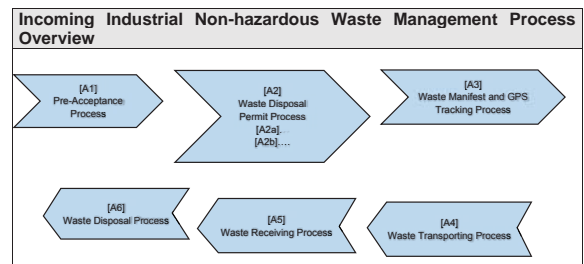 Incoming Industrial Non-hazardous Waste Management Process
Overview
[A1]
Pre-Acceptance
Process
[A2]
Waste Disposal
Permit Process
[A2a].
[A2b]....
[A3]
Waste Manifest and GPS
Tracking Process
[A6]
Waste Disposal Process
[A5]
Waste Receiving Process
[A4]
Waste Transporting Process